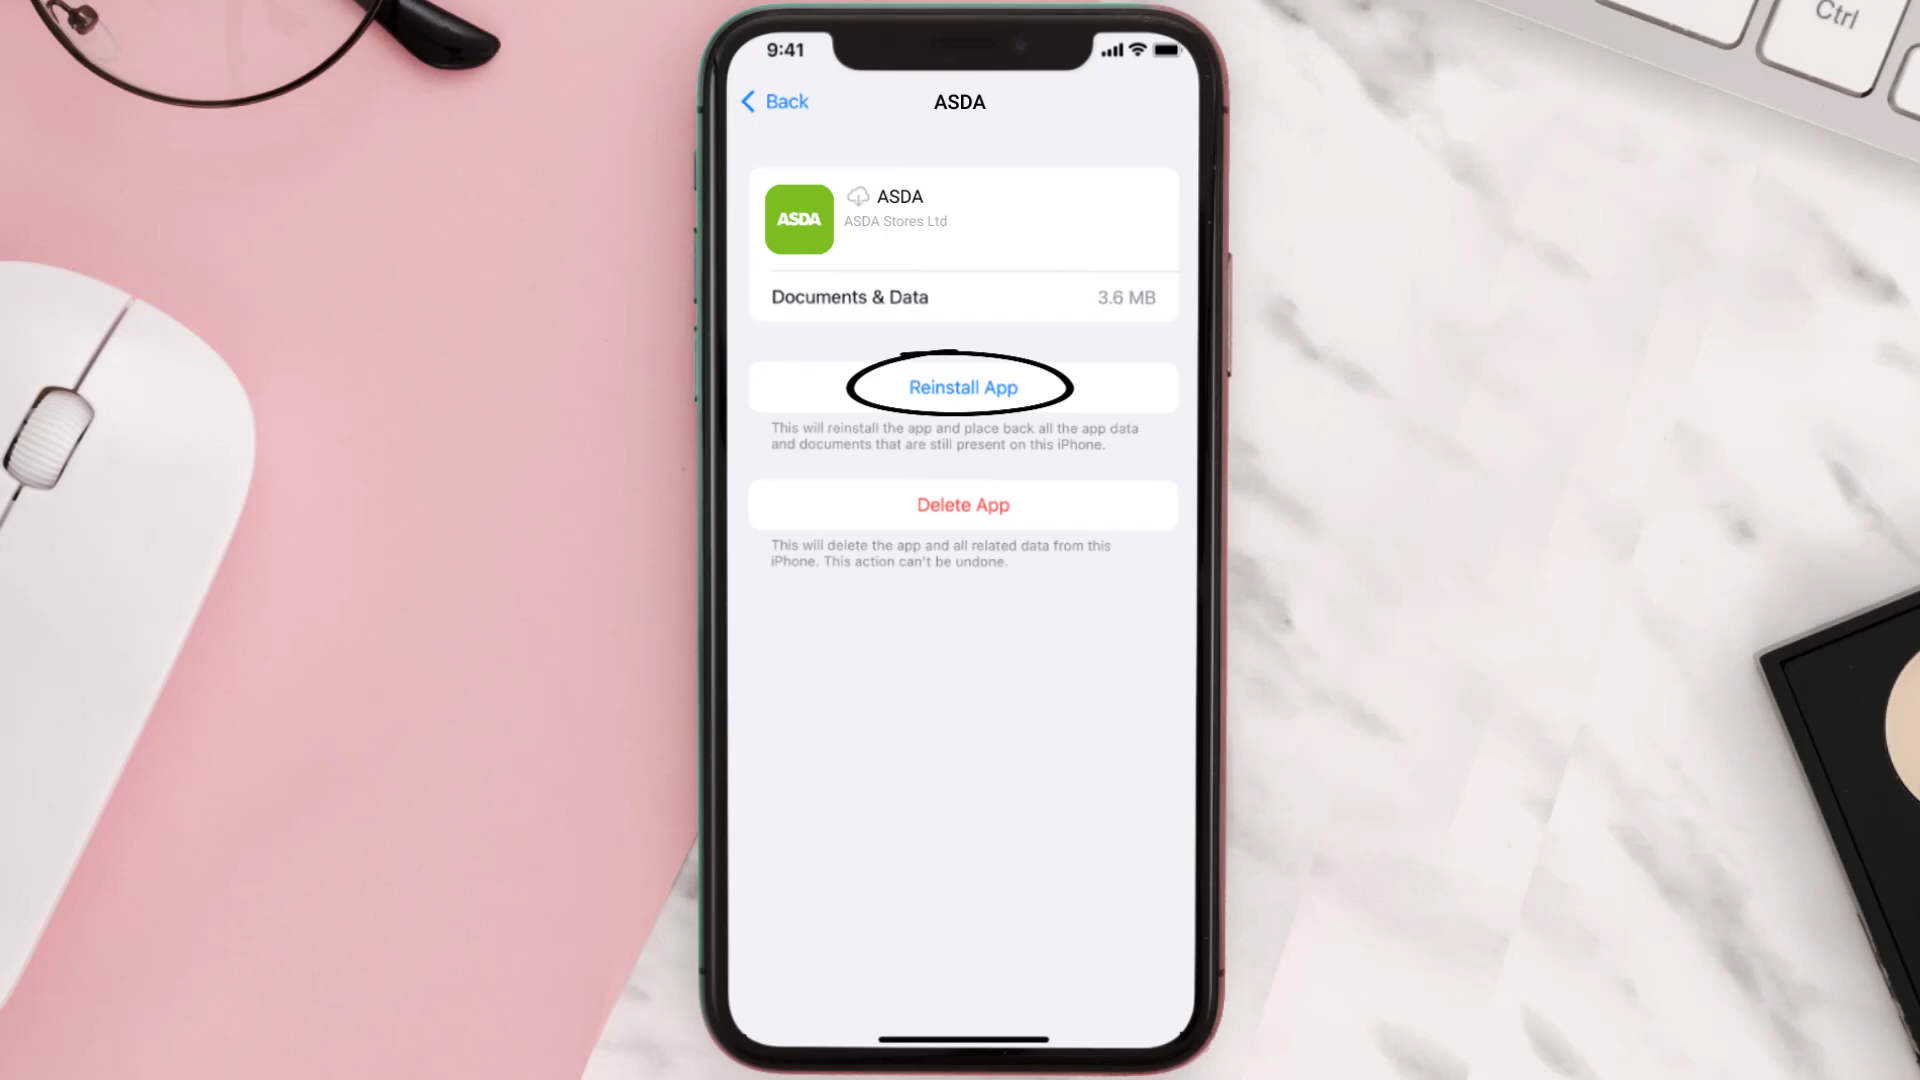 Ctrl
9:41
Back
ASDA
ASDA
ASDA
ASDA Stores Ltd
Documents & Data
3.6 MB
Reinstall App
This will reinstall the app and place back all the app data
and documents that are still present on this iPhone.
Delete App
This will delete the app and all related data from this
iPhone. This action can't be undone.